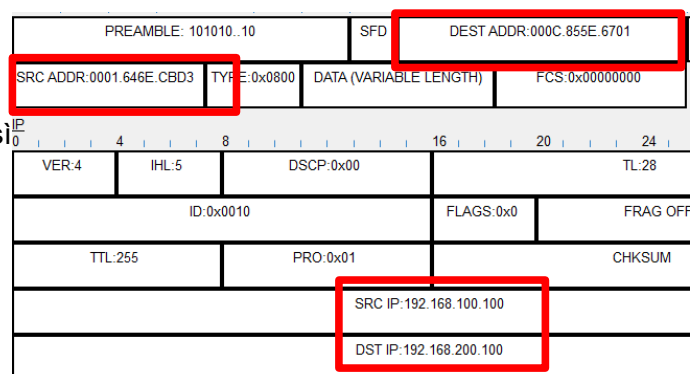 PREAMBLE: 101010..10 SFD DEST ADDR:000C.855E.6701
SRC ADDR:0001.646E.CBD3 TYPE:0x0800 DATA (VARIABLE LENGTH) FCS:0x00000000
sì IP
0 4 8 16 20 24
VER:4 IHL:5 DSCP:0x00 TL:28
ID:0x0010 FLAGS:0x0 FRAG OFF
TTL:255 PRO:0x01 CHKSUM
SRC IP:192.168.100.100
DST IP:192.168.200.100